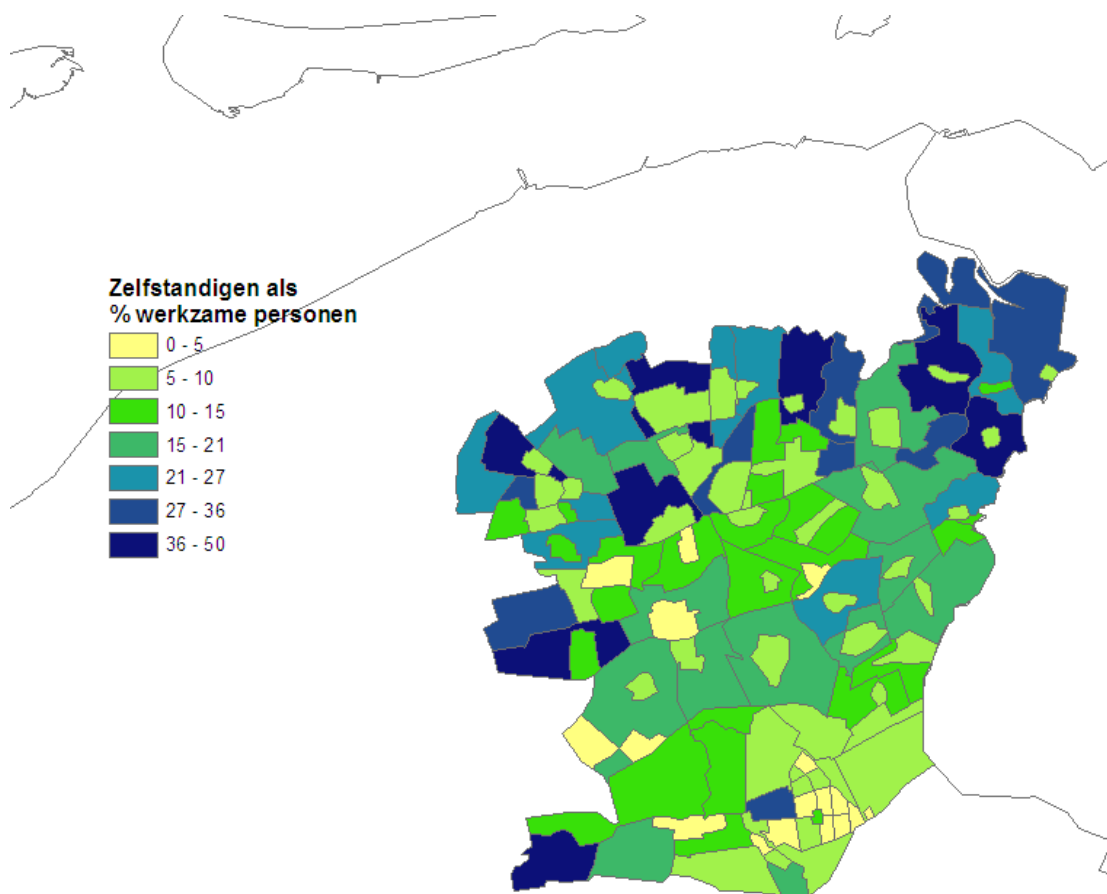 Zelfstandigen als
% werkzame personen
0 - 5
5 - 10
10 - 15
15 - 21
21 - 27
27 - 36
36 - 50